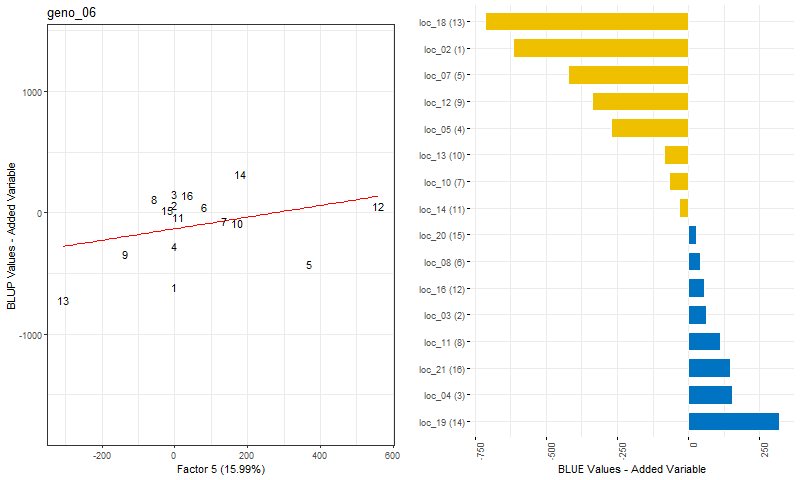 geno_06
BLUP Values - Added Variable
1000
0
-1000
14
3
16
8
2
6
12
15
11
7
10
4
9
5
1
13
-200
0
200
400
600
Factor 5 (15.99%)
loc_18 (13)
loc_02 (1)
loc_07 (5)
loc_12 (9)
loc_05 (4)
loc_13 (10)
loc_10 (7)
loc_14 (11)
loc_20 (15)
loc_08 (6)
loc_16 (12)
loc_03 (2)
loc_11 (8)
loc_21 (16)
loc_04 (3)
loc_19 (14)
-750
-500
-250
0
250
BLUE Values - Added Variable